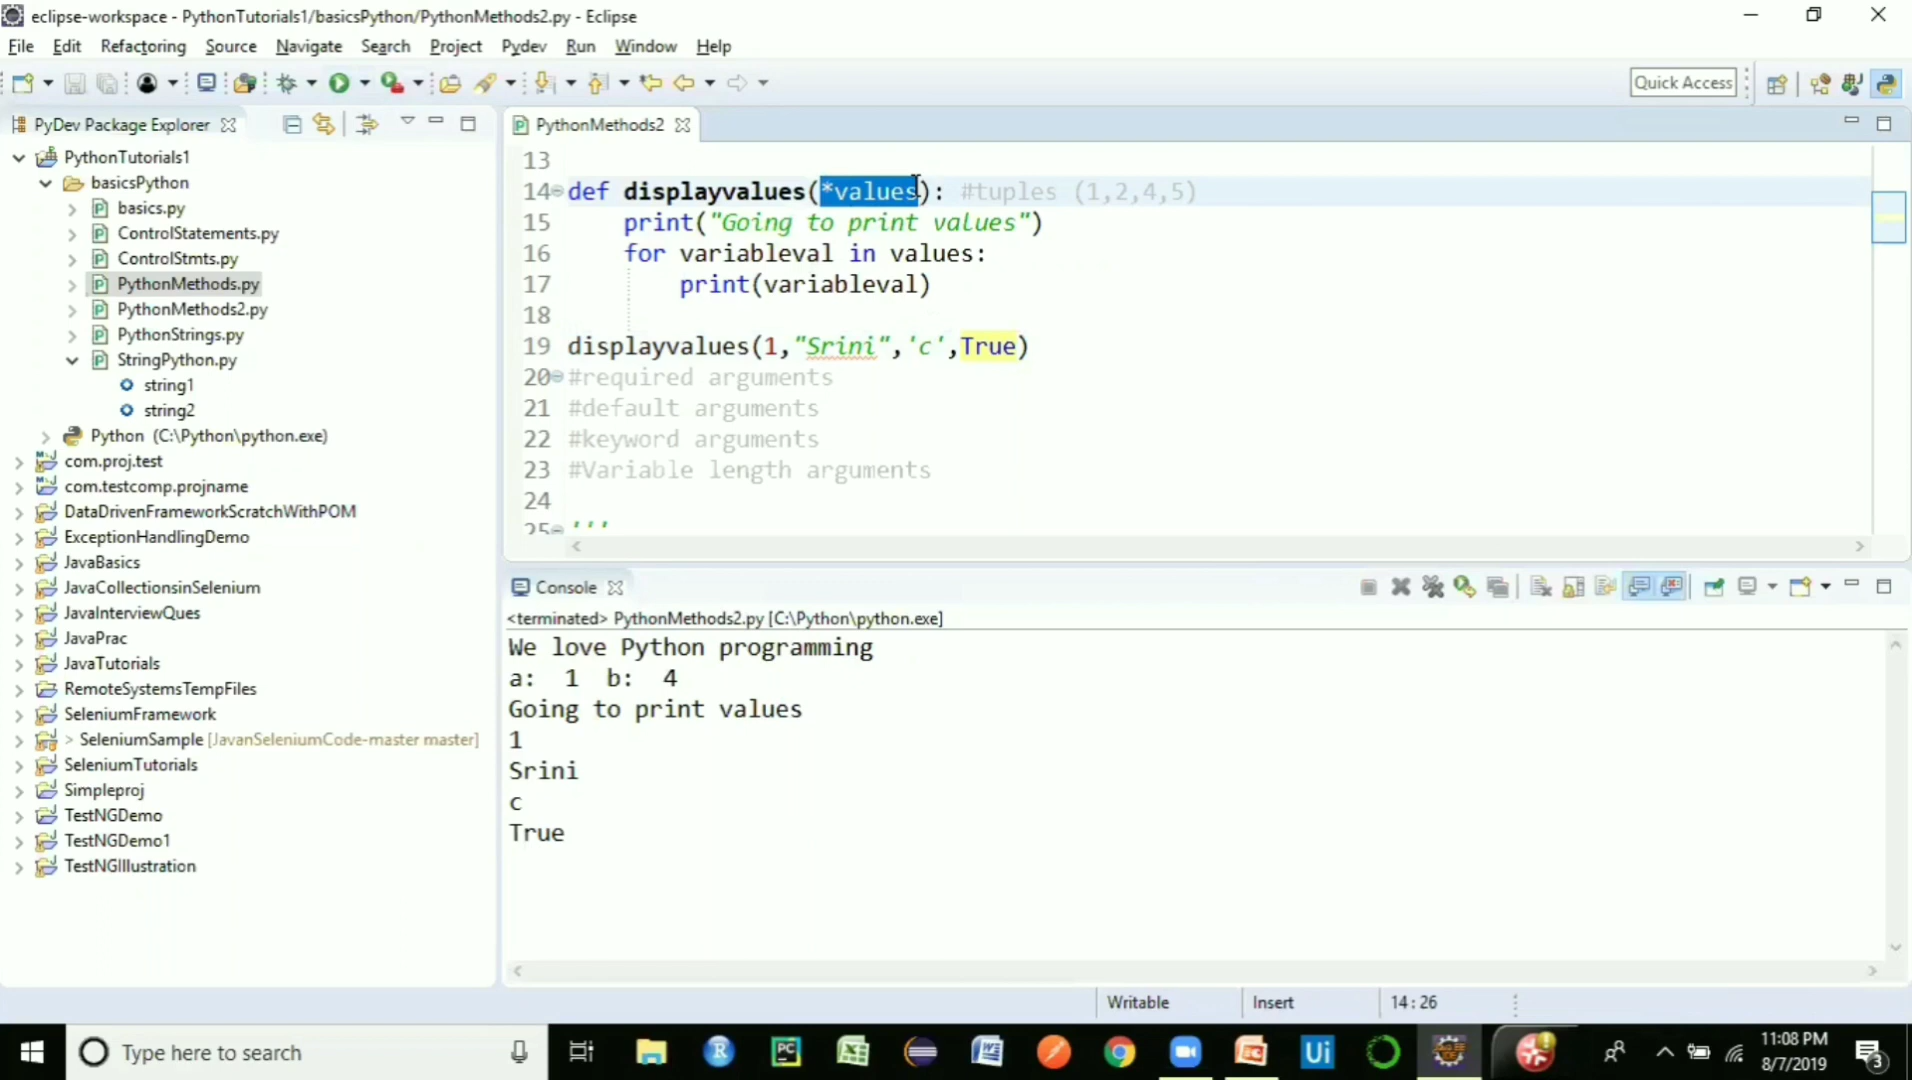 eclipse-workspace - PythonTutorials1/basicsPython/PythonMethods2.py - Eclipse
File Edit Refactoring Source Navigate Search Project Pydev Run Window Help
Quick Access
PyDev Package Explorer
PythonTutorials1
basicsPython
basics.py
ControlStatements.py
ControlStmts.py
PythonMethods.py
PythonMethods2.py
PythonStrings.py
StringPython.py
string1
string2
Python (C:\Python\python.exe)
com.proj.test
com.testcomp.projname
DataDrivenFrameworkScratchWithPOM
ExceptionHandlingDemo
JavaBasics
JavaCollectionsinSelenium
JavaInterviewQues
JavaPrac
JavaTutorials
RemoteSystemsTempFiles
SeleniumFramework
> SeleniumSample [JavanSeleniumCode-master master]
SeleniumTutorials
Simpleproj
TestNGDemo
TestNGDemo1
TestNGIllustration
PythonMethods2
13
14 def displayvalues(*values): #tuples (1,2,4,5)
15 print("Going to print values")
16 for variableval in values:
17 print(variableval)
18
19 displayvalues(1,"Srini",'c',True)
20 #required arguments
21 #default arguments
22 #keyword arguments
23 #Variable length arguments
24
25 '''
Console
<terminated> PythonMethods2.py [C:\Python\python.exe]
We love Python programming
a: 1 b: 4
Going to print values
1
Srini
c
True
Writable Insert 14 : 26
Type here to search
11:08 PM
8/7/2019
3